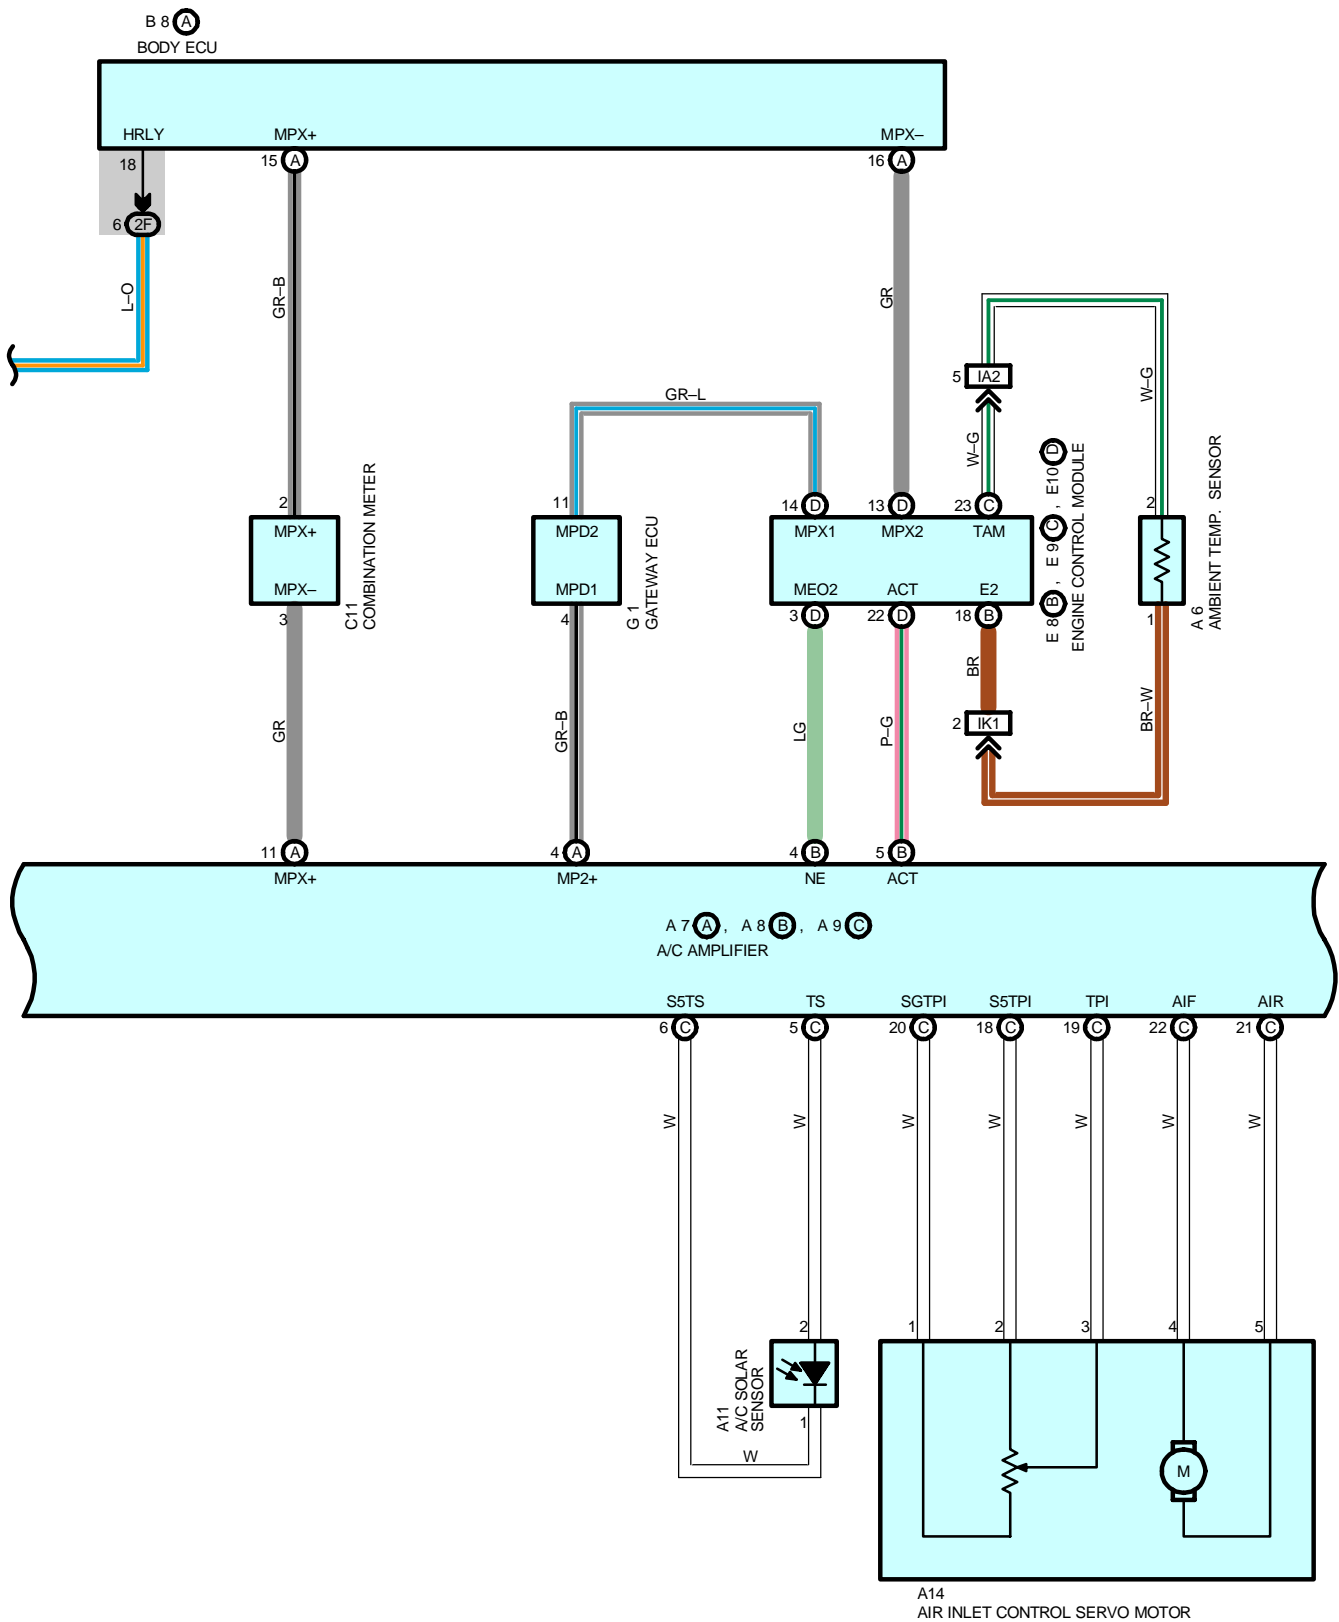 B 8 A
BODY ECU
HRLY MPX+ MPX–
18 15 A 16 A
6 2F
L–O
GR–B
GR
5 IA2
W–G
W–G
GR–L
2
MPX+
MPX–
3
C11
COMBINATION METER
11
MPD2
MPD1
4
G 1
GATEWAY ECU
14 D 13 D 23 C
MPX1 MPX2 TAM
MEO2 ACT E2
3 D 22 D 18 B
E 8 B , E 9 C , E10 D
ENGINE CONTROL MODULE
2
1
A 6
AMBIENT TEMP. SENSOR
GR
GR–B
LG
P–G
BR
2 IK1
BR–W
11 A 4 A 4 B 5 B
MPX+ MP2+ NE ACT
A 7 A , A 8 B , A 9 C
A/C AMPLIFIER
S5TS TS SGTPI S5TPI TPI AIF AIR
6 C 5 C 20 C 18 C 19 C 22 C 21 C
W W W W W W W
2 1 2 3 4 5
A11
A/C SOLAR
SENSOR
1
W
M
A14
AIR INLET CONTROL SERVO MOTOR